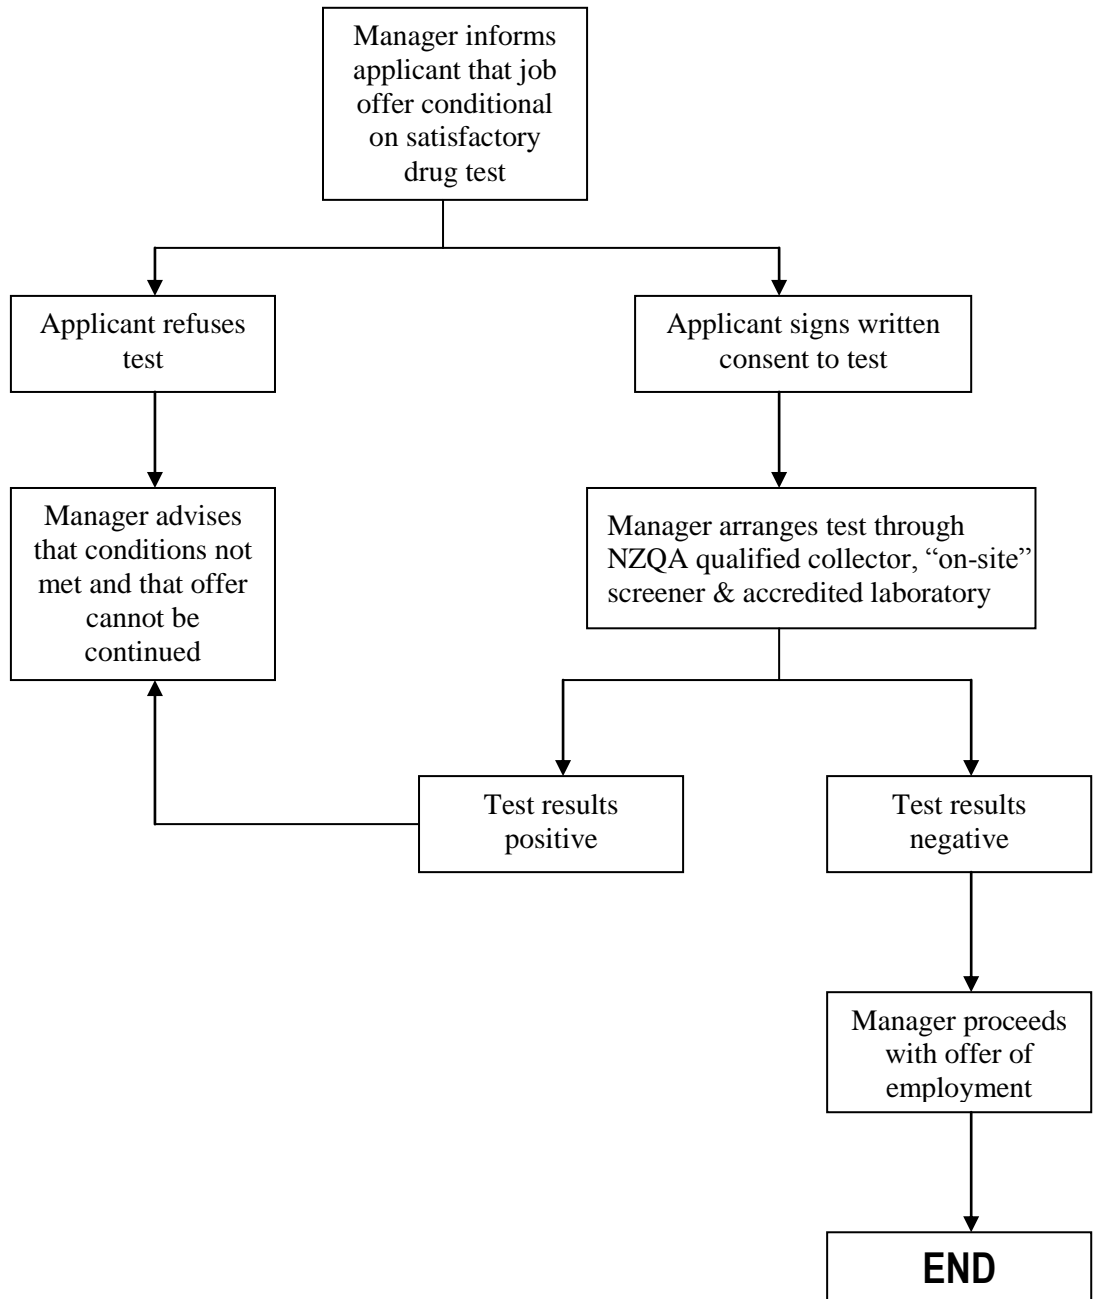 Manager informs
applicant that job
offer conditional
on satisfactory
drug test
Applicant refuses
test
Applicant signs written
consent to test
Manager advises
that conditions not
met and that offer
cannot be
continued
Manager arranges test through
NZQA qualified collector, “on-site”
screener & accredited laboratory
Test results
positive
Test results
negative
Manager proceeds
with offer of
employment
END